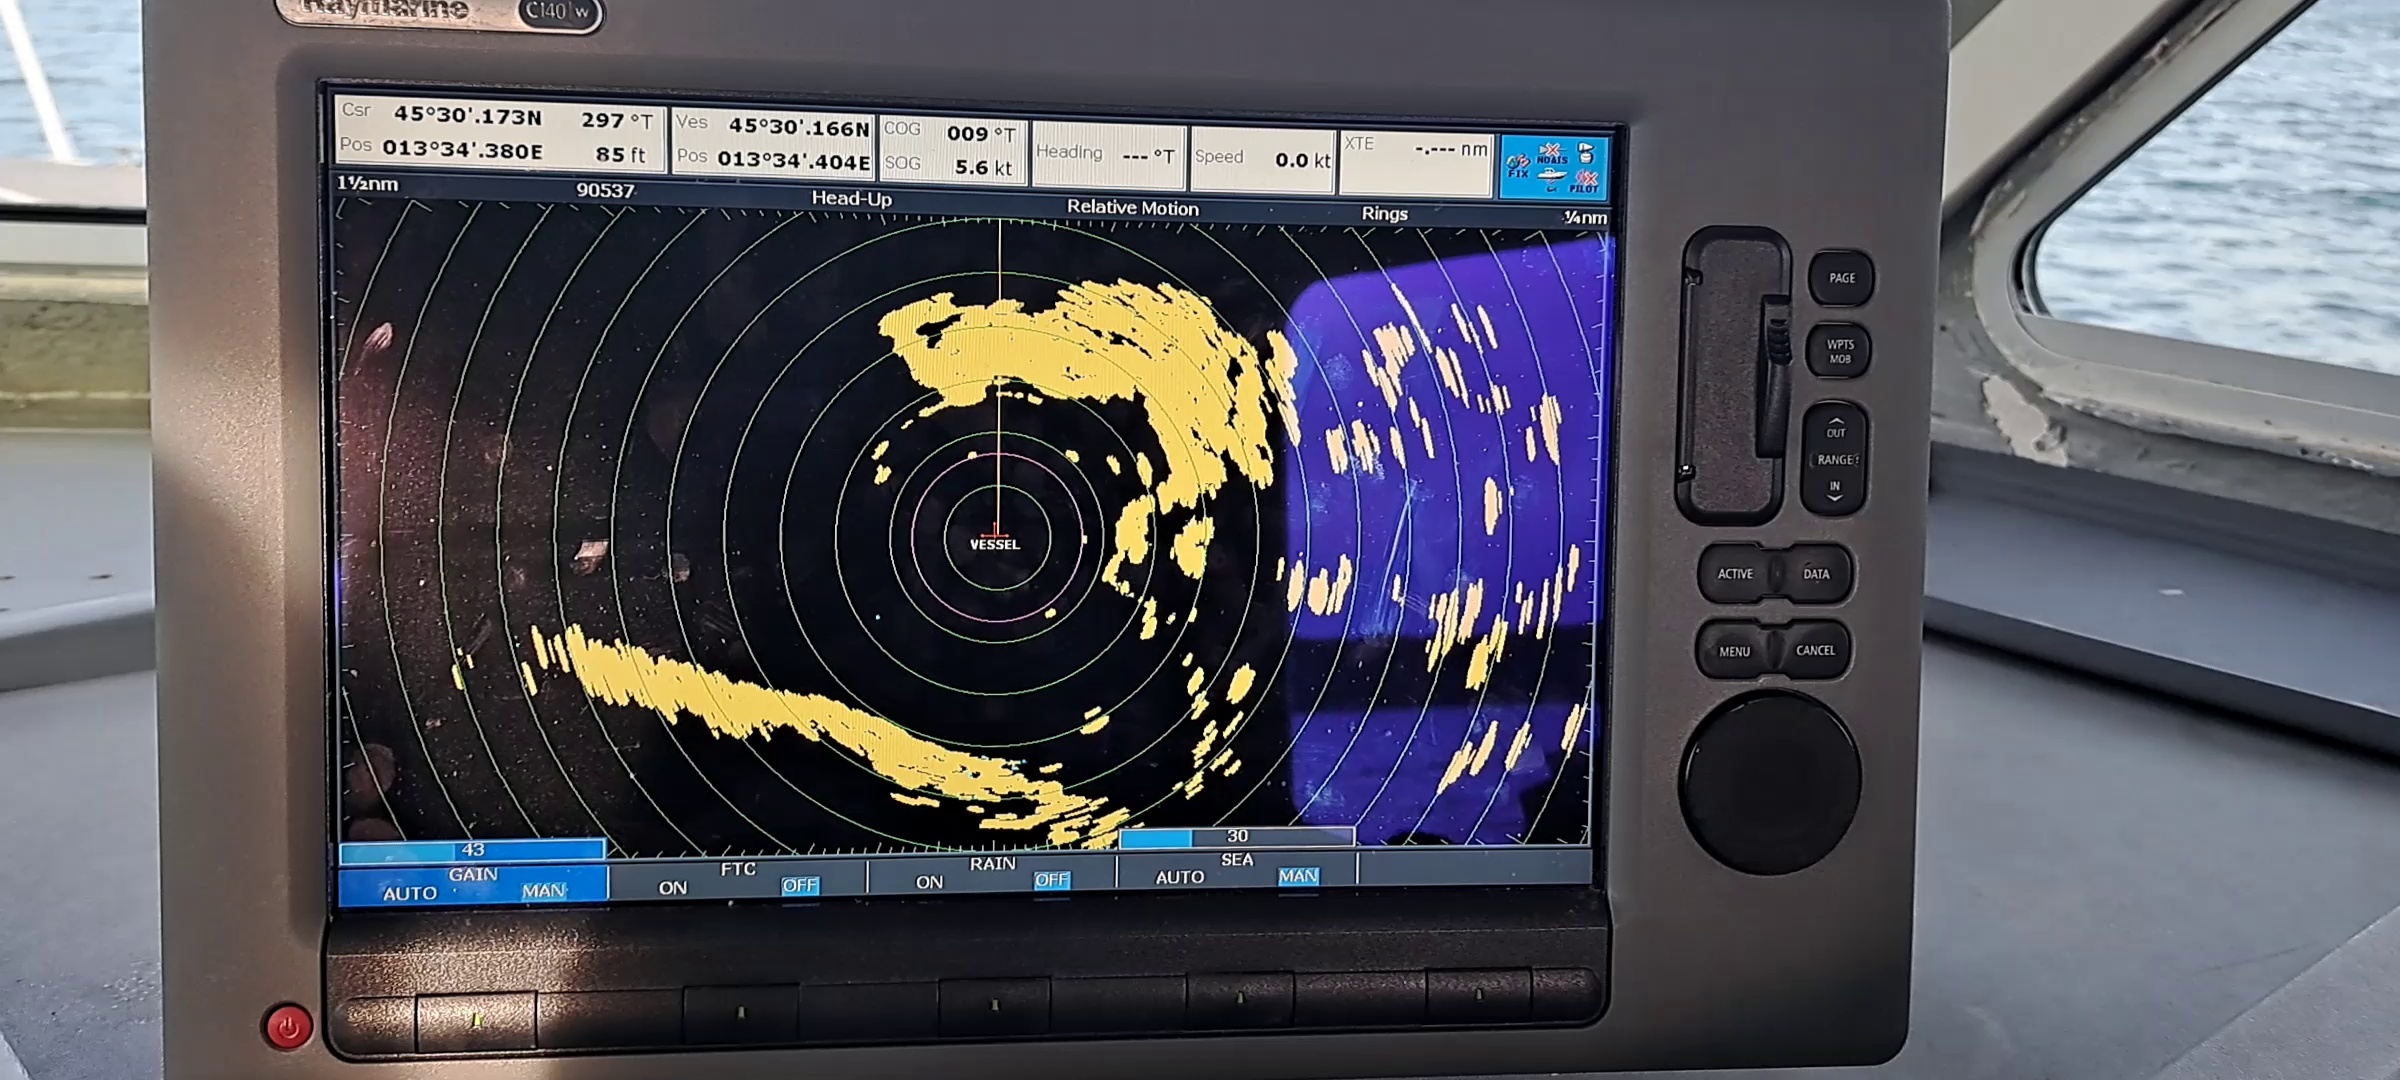 Raymarine C140 w
Csr 45°30'.173N 297 °T
Pos 013°34'.380E 85 ft
Ves 45°30'.166N
Pos 013°34'.404E
COG 009 °T
SOG 5.6 kt
Heading --- °T
Speed 0.0 kt
XTE -.--- nm
FIX NOAIS PILOT
1½nm 90537 Head-Up Relative Motion Rings ¼nm
VESSEL
43
GAIN
AUTO MAN
FTC
ON OFF
RAIN
ON OFF
30
SEA
AUTO MAN
PAGE
WPTS
MOB
OUT
RANGE
IN
ACTIVE DATA
MENU CANCEL